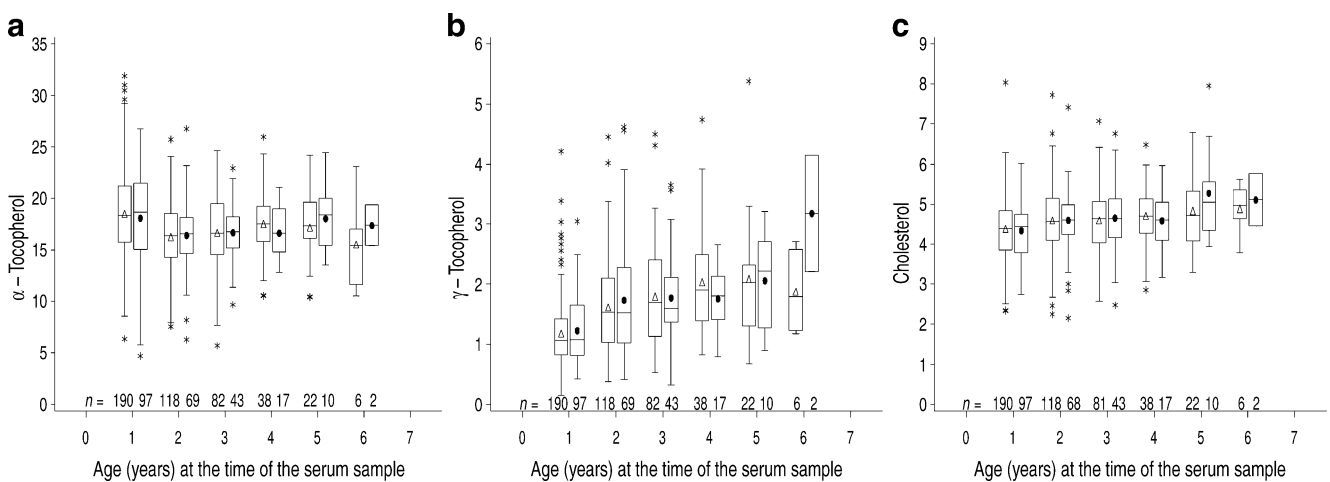 a
35
30
25
20
15
10
5
0
α – Tocopherol
n = 190 97 118 69 82 43 38 17 22 10 6 2
0 1 2 3 4 5 6 7
Age (years) at the time of the serum sample
b
6
5
4
3
2
1
0
γ – Tocopherol
n = 190 97 118 69 82 43 38 17 22 10 6 2
0 1 2 3 4 5 6 7
Age (years) at the time of the serum sample
c
9
8
7
6
5
4
3
2
1
0
Cholesterol
n = 190 97 118 68 81 43 38 17 22 10 6 2
0 1 2 3 4 5 6 7
Age (years) at the time of the serum sample